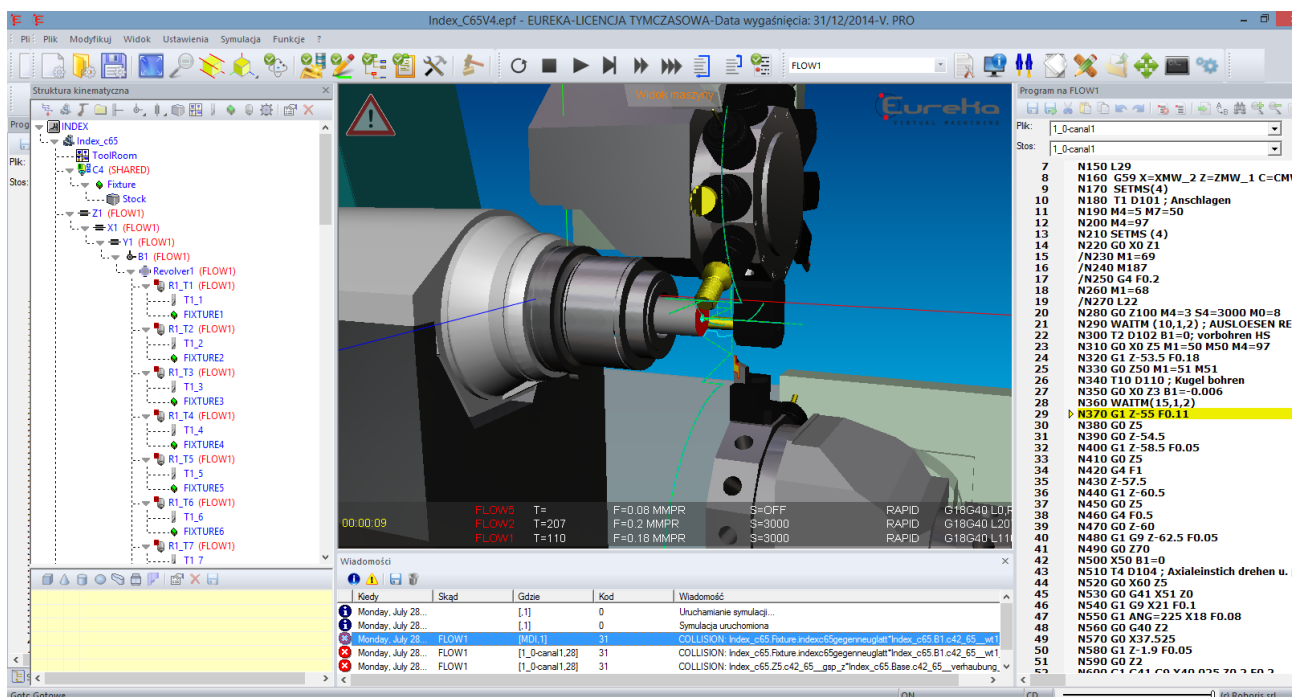 Index_C65V4.epf - EUREKA-LICENCJA TYMCZASOWA-Data wygaśnięcia: 31/12/2014-V. PRO
Pli Plik Modyfikuj Widok Ustawienia Symulacja Funkcje ?
FLOW1
Struktura kinematyczna
Prog
Plik:
Stos:
INDEX
Index_c65
ToolRoom
C4 (SHARED)
Fixture
Stock
Z1 (FLOW1)
X1 (FLOW1)
Y1 (FLOW1)
B1 (FLOW1)
Revolver1 (FLOW1)
R1_T1 (FLOW1)
T1_1
FIXTURE1
R1_T2 (FLOW1)
T1_2
FIXTURE2
R1_T3 (FLOW1)
T1_3
FIXTURE3
R1_T4 (FLOW1)
T1_4
FIXTURE4
R1_T5 (FLOW1)
T1_5
FIXTURE5
R1_T6 (FLOW1)
T1_6
FIXTURE6
R1_T7 (FLOW1)
T1 7
Widok maszyny
Eureka
VIRTUAL MACHINING
00:00:09
FLOW5 T= F=0.08 MMPR S=OFF RAPID G18G40 L0,R
FLOW2 T=207 F=0.2 MMPR S=3000 RAPID G18G40 L20
FLOW1 T=110 F=0.18 MMPR S=3000 RAPID G18G40 L11
Wiadomości
Kiedy Skąd Gdzie Kod Wiadomość
Monday, July 28... [.1] 0 Uruchamianie symulacji...
Monday, July 28... [.1] 0 Symulacja uruchomiona
Monday, July 28... FLOW1 [MDI,1] 31 COLLISION: Index_c65.Fixture.indexc65gegenneuglatt*Index_c65.B1.c42_65__wt1_
Monday, July 28... FLOW1 [1_0-canal1,28] 31 COLLISION: Index_c65.Fixture.indexc65gegenneuglatt*Index_c65.B1.c42_65__wt1_
Monday, July 28... FLOW1 [1_0-canal1,28] 31 COLLISION: Index_c65.Z5.c42_65__gsp_z*Index_c65.Base.c42_65__verhaubung_
Program na FLOW1
Plik: 1_0-canal1
Stos: 1_0-canal1
7 N150 L29
8 N160 G59 X=XMW_2 Z=ZMW_1 C=CMW
9 N170 SETMS(4)
10 N180 T1 D101 ; Anschlagen
11 N190 M4=5 M7=50
12 N200 M4=97
13 N210 SETMS (4)
14 N220 G0 X0 Z1
15 /N230 M1=69
16 /N240 M187
17 /N250 G4 F0.2
18 N260 M1=68
19 /N270 L22
20 N280 G0 Z100 M4=3 S4=3000 M0=8
21 N290 WAITM (10,1,2) ; AUSLOESEN RE
22 N300 T2 D102 B1=0; vorbohren HS
23 N310 G0 X0 Z5 M1=50 M50 M4=97
24 N320 G1 Z-53.5 F0.18
25 N330 G0 Z50 M1=51 M51
26 N340 T10 D110 ; Kugel bohren
27 N350 G0 X0 Z3 B1=-0.006
28 N360 WAITM(15,1,2)
29 N370 G1 Z-55 F0.11
30 N380 G0 Z5
31 N390 G0 Z-54.5
32 N400 G1 Z-58.5 F0.05
33 N410 G0 Z5
34 N420 G4 F1
35 N430 Z-57.5
36 N440 G1 Z-60.5
37 N450 G0 Z5
38 N460 G4 F0.5
39 N470 G0 Z-60
40 N480 G1 G9 Z-62.5 F0.05
41 N490 G0 Z70
42 N500 X50 B1=0
43 N510 T4 D104 ; Axialeinstich drehen u.
44 N520 G0 X60 Z5
45 N530 G0 G41 X51 Z0
46 N540 G1 G9 X21 F0.1
47 N550 G1 ANG=225 X18 F0.08
48 N560 G0 G40 Z2
49 N570 G0 X37.525
50 N580 G1 Z-1.9 F0.05
51 N590 G0 Z2
Gotc Gotowe
ON
CD
(c) Roboris srl